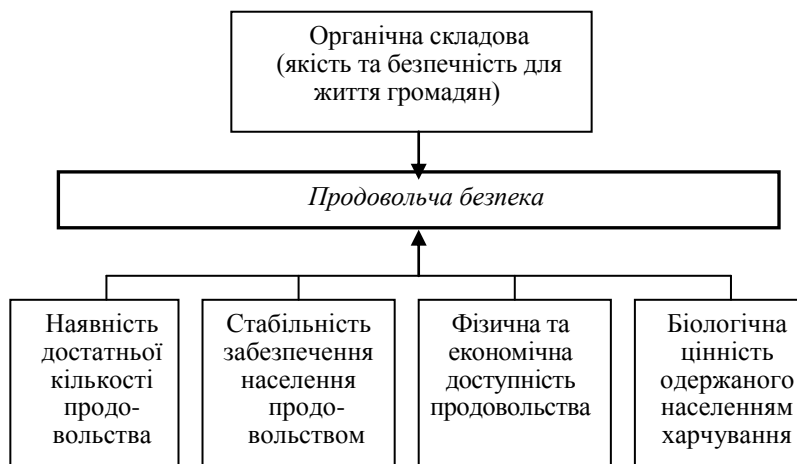 Органічна складова
(якість та безпечність для
життя громадян)
Продовольча безпека
Наявність
достатньої
кількості
продо-
вольства
Стабільність
забезпечення
населення
продо-
вольством
Фізична та
економічна
доступність
продовольства
Біологічна
цінність
одержаного
населенням
харчування